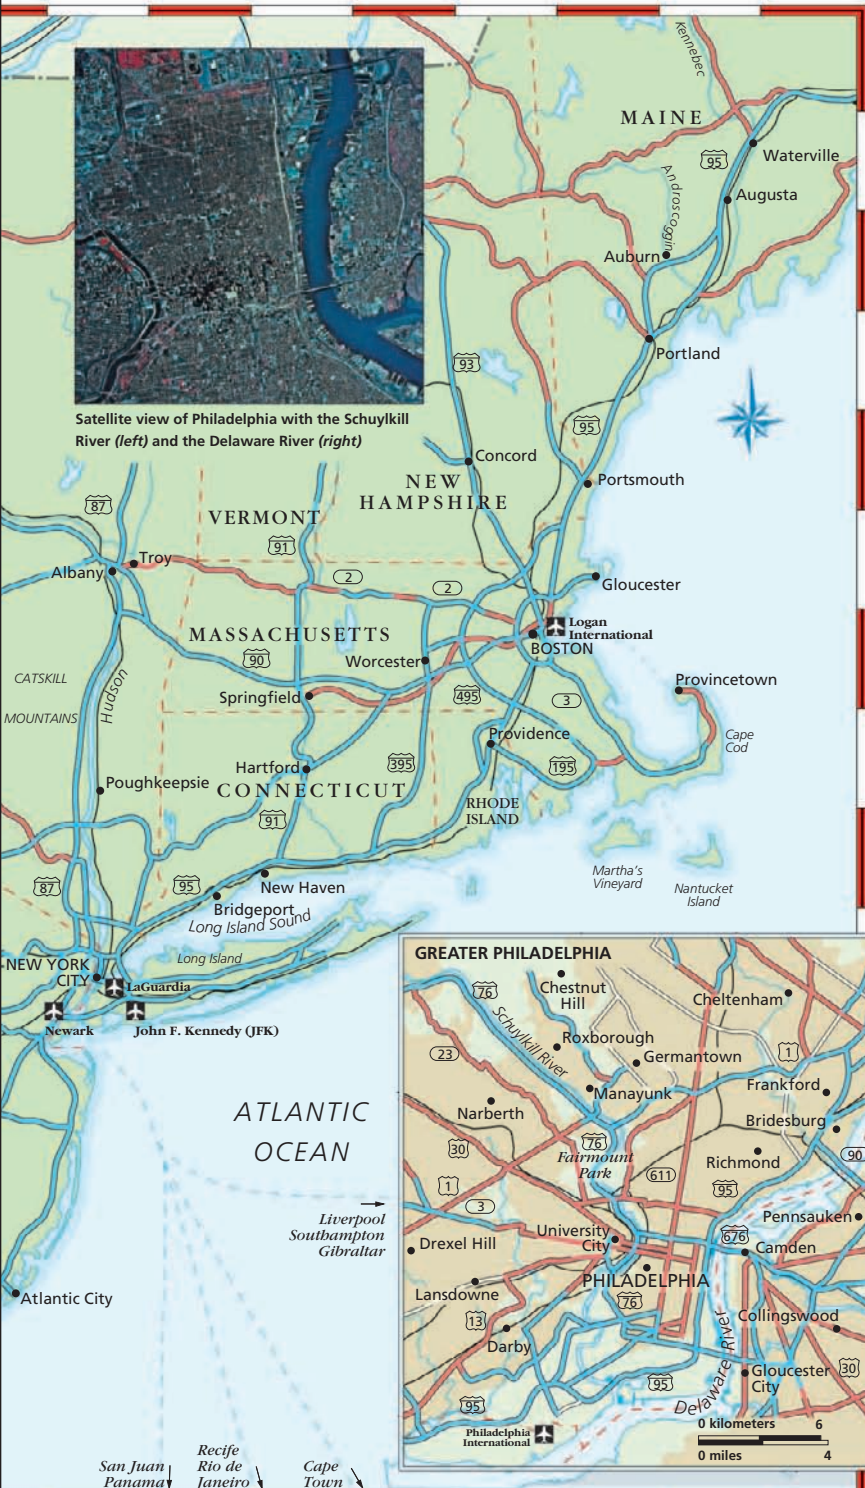 Kennebec
MAINE
95
Waterville
Androscoggin
Augusta
Auburn
Portland
93
Satellite view of Philadelphia with the Schuylkill
River (left) and the Delaware River (right)
95
Concord
NEW
HAMPSHIRE
Portsmouth
87
VERMONT
91
Troy
Albany
2
2
Gloucester
Logan
International
MASSACHUSETTS
BOSTON
90
Worcester
CATSKILL
MOUNTAINS
Hudson
Springfield
495
3
Provincetown
Cape
Cod
Providence
Hartford
395
195
Poughkeepsie
CONNECTICUT
RHODE
ISLAND
91
87
95
New Haven
Bridgeport
Long Island Sound
Martha's
Vineyard
Nantucket
Island
Long Island
NEW YORK
CITY
LaGuardia
Newark
John F. Kennedy (JFK)
ATLANTIC
OCEAN
Liverpool
Southampton
Gibraltar
Atlantic City
San Juan
Panama
Recife
Rio de
Janeiro
Cape
Town
GREATER PHILADELPHIA
76
Chestnut
Hill
Cheltenham
Schuylkill River
Roxborough
23
Germantown
1
Manayunk
Frankford
Narberth
Bridesburg
30
76
Fairmount
Park
Richmond
90
1
611
95
3
Pennsauken
University
City
676
Drexel Hill
Camden
PHILADELPHIA
Lansdowne
76
13
Collingswood
Darby
Delaware River
30
95
Gloucester
City
95
Philadelphia
International
0 kilometers 6
0 miles 4